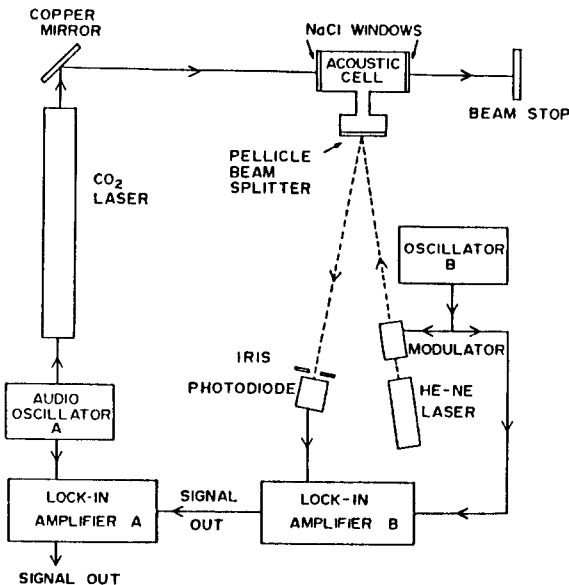 COPPER
MIRROR
NaCl WINDOWS
ACOUSTIC
CELL
BEAM STOP
PELLICLE
BEAM
SPLITTER
CO2
LASER
OSCILLATOR
B
MODULATOR
IRIS
PHOTODIODE
HE-NE
LASER
AUDIO
OSCILLATOR
A
LOCK-IN
AMPLIFIER A
SIGNAL
OUT
LOCK-IN
AMPLIFIER B
SIGNAL OUT